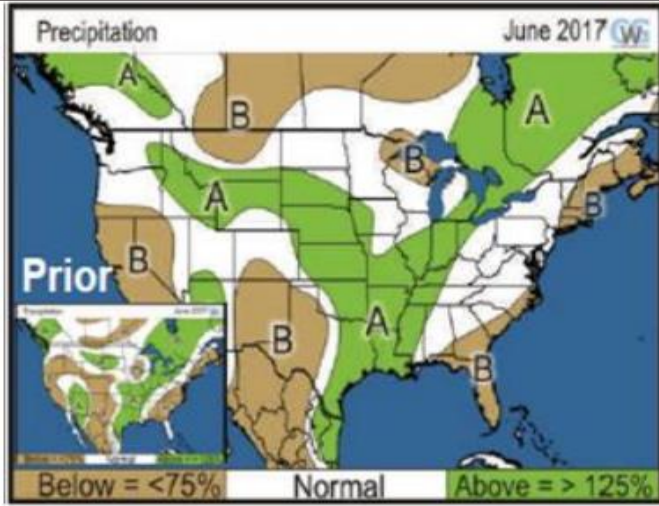 Precipitation
June 2017
A
B
A
B
A
B
B
Prior
B
A
B
Below = <75%
Normal
Above = > 125%